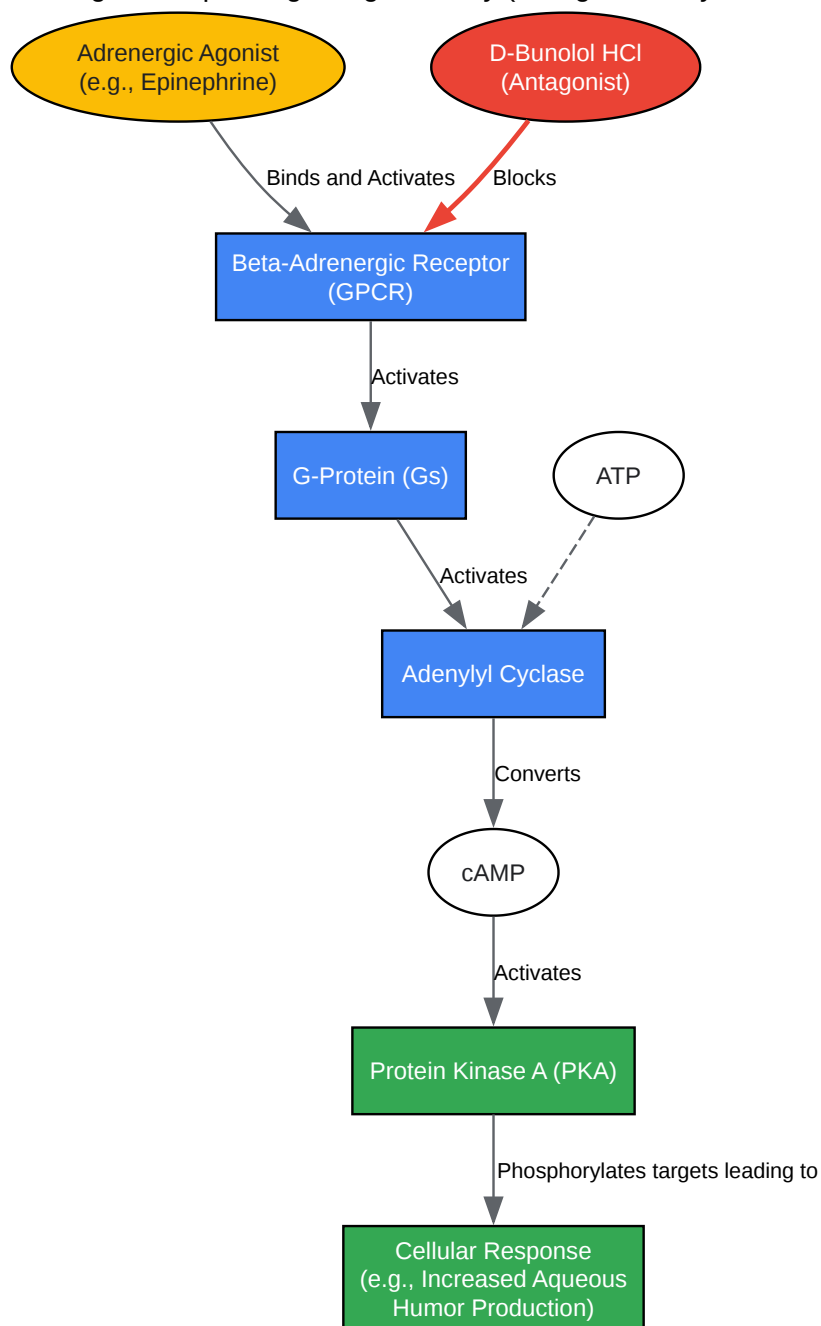 Adrenergic Agonist
(e.g., Epinephrine)
D-Bunolol HCl
(Antagonist)
Binds and Activates
Blocks
Beta-Adrenergic Receptor
(GPCR)
Activates
G-Protein (Gs)
ATP
Activates
Adenylyl Cyclase
Converts
cAMP
Activates
Protein Kinase A (PKA)
Phosphorylates targets leading to
Cellular Response
(e.g., Increased Aqueous
Humor Production)